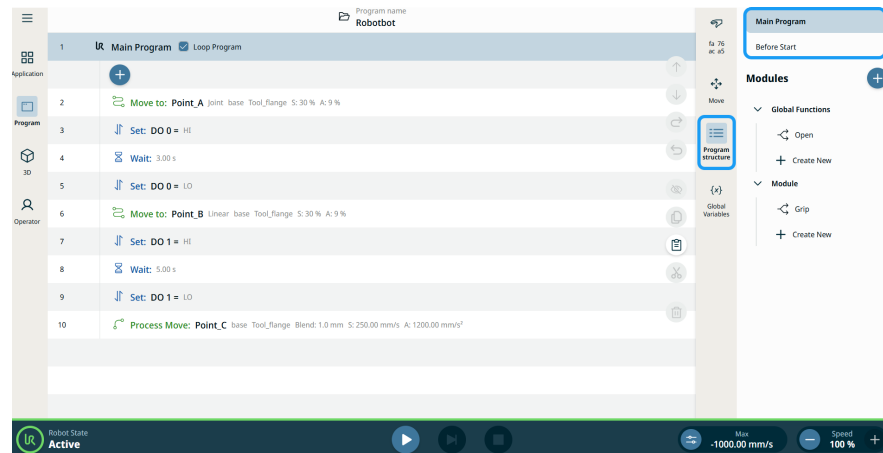 Program name
Robotbot
Application
Program
3D
Operator
1 Main Program Loop Program
2 Move to: Point_A Joint base Tool_flange S: 30 % A: 9 %
3 Set: DO 0 = HI
4 Wait: 3.00 s
5 Set: DO 0 = LO
6 Move to: Point_B Linear base Tool_flange S: 30 % A: 9 %
7 Set: DO 1 = HI
8 Wait: 5.00 s
9 Set: DO 1 = LO
10 Process Move: Point_C base Tool_flange Blend: 1.0 mm S: 250.00 mm/s A: 1200.00 mm/s²
fa 76
ac a5
Move
Program
structure
{x}
Global
Variables
Main Program
Before Start
Modules
Global Functions
Open
+ Create New
Module
Grip
+ Create New
Robot State
Active
Max
-1000.00 mm/s
Speed
100 %